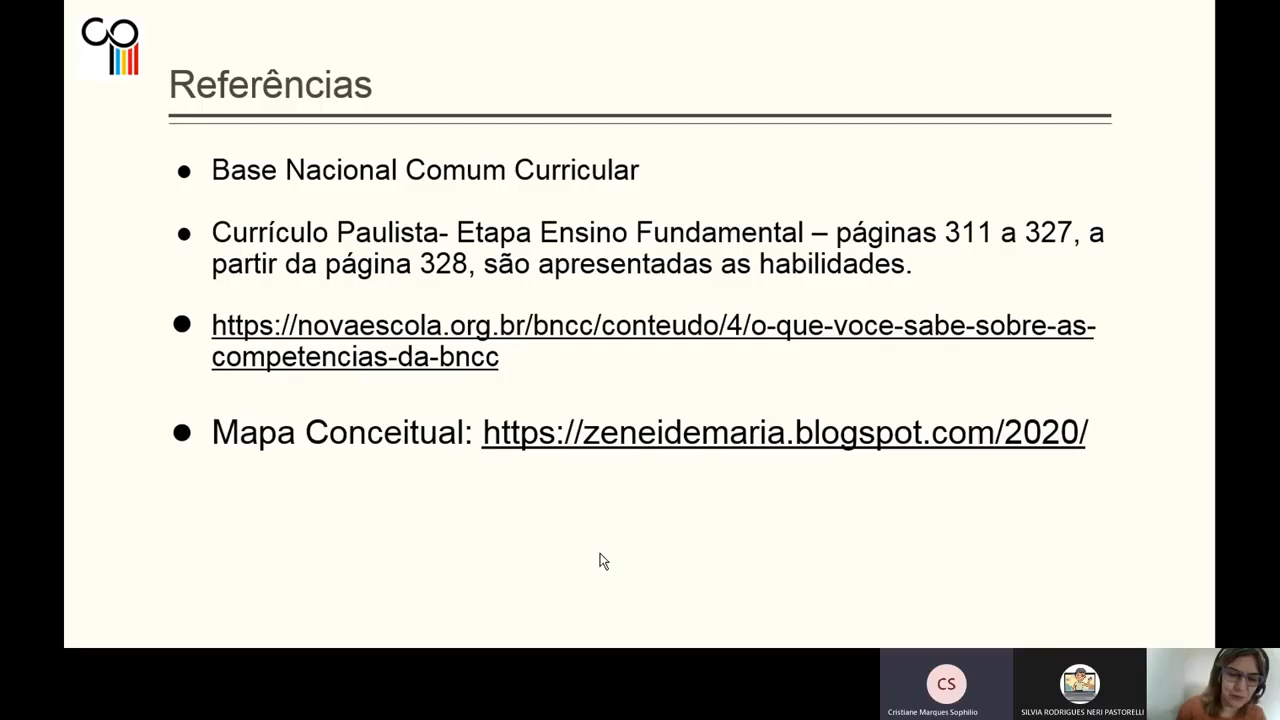 Referências
● Base Nacional Comum Curricular
● Currículo Paulista- Etapa Ensino Fundamental – páginas 311 a 327, a
partir da página 328, são apresentadas as habilidades.
● https://novaescola.org.br/bncc/conteudo/4/o-que-voce-sabe-sobre-as-
competencias-da-bncc
● Mapa Conceitual: https://zeneidemaria.blogspot.com/2020/
CS
Cristiane Marques Sophilio
SILVIA RODRIGUES NERI PASTORELLI